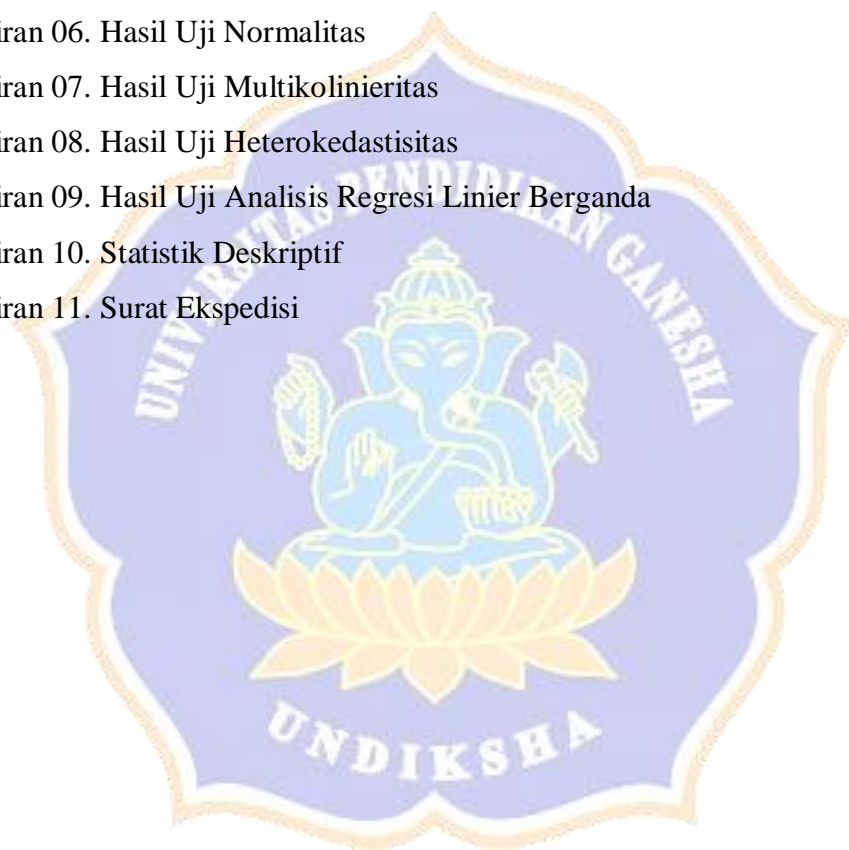 iran 06. Hasil Uji Normalitas
iran 07. Hasil Uji Multikolinieritas
iran 08. Hasil Uji Heterokedastisitas
iran 09. Hasil Uji Analisis Regresi Linier Berganda
iran 10. Statistik Deskriptif
iran 11. Surat Ekspedisi
UNIVERSITAS PENDIDIKAN GANESHA
UNDIKSHA